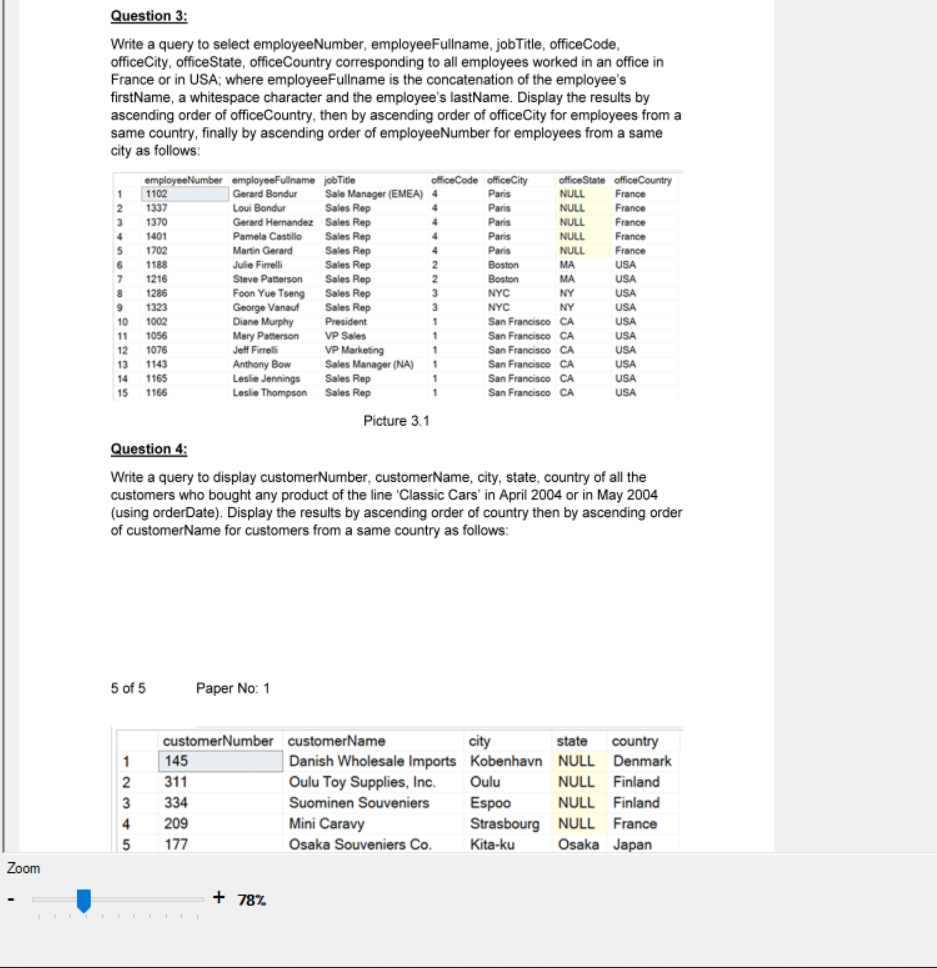 Question 3:
Write a query to select employeeNumber, employeeFullname, jobTitle, officeCode,
officeCity, officeState, officeCountry corresponding to all employees worked in an office in
France or in USA; where employeeFullname is the concatenation of the employee's
firstName, a whitespace character and the employee's lastName. Display the results by
ascending order of officeCountry, then by ascending order of officeCity for employees from a
same country, finally by ascending order of employeeNumber for employees from a same
city as follows:
employeeNumber employeeFullname jobTitle officeCode officeCity officeState officeCountry
1 1102 Gerard Bondur Sale Manager (EMEA) 4 Paris NULL France
2 1337 Loui Bondur Sales Rep 4 Paris NULL France
3 1370 Gerard Hernandez Sales Rep 4 Paris NULL France
4 1401 Pamela Castillo Sales Rep 4 Paris NULL France
5 1702 Martin Gerard Sales Rep 4 Paris NULL France
6 1188 Julie Firrelli Sales Rep 2 Boston MA USA
7 1216 Steve Patterson Sales Rep 2 Boston MA USA
8 1286 Foon Yue Tseng Sales Rep 3 NYC NY USA
9 1323 George Vanauf Sales Rep 3 NYC NY USA
10 1002 Diane Murphy President 1 San Francisco CA USA
11 1056 Mary Patterson VP Sales 1 San Francisco CA USA
12 1076 Jeff Firrelli VP Marketing 1 San Francisco CA USA
13 1143 Anthony Bow Sales Manager (NA) 1 San Francisco CA USA
14 1165 Leslie Jennings Sales Rep 1 San Francisco CA USA
15 1166 Leslie Thompson Sales Rep 1 San Francisco CA USA
Picture 3.1
Question 4:
Write a query to display customerNumber, customerName, city, state, country of all the
customers who bought any product of the line 'Classic Cars' in April 2004 or in May 2004
(using orderDate). Display the results by ascending order of country then by ascending order
of customerName for customers from a same country as follows:
5 of 5 Paper No: 1
customerNumber customerName city state country
1 145 Danish Wholesale Imports Kobenhavn NULL Denmark
2 311 Oulu Toy Supplies, Inc. Oulu NULL Finland
3 334 Suominen Souveniers Espoo NULL Finland
4 209 Mini Caravy Strasbourg NULL France
5 177 Osaka Souveniers Co. Kita-ku Osaka Japan
Zoom
- + 78%